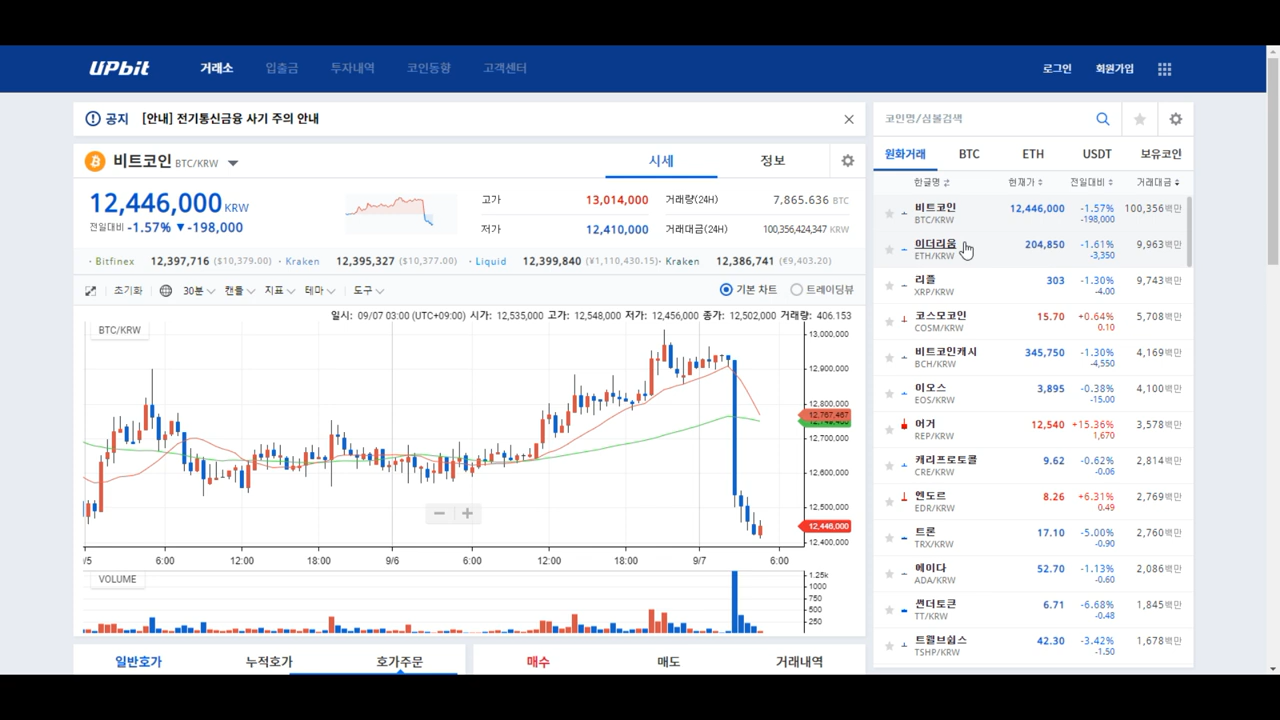 UPbit 거래소 입출금 투자내역 코인동향 고객센터 로그인 회원가입
공지 [안내] 전기통신금융 사기 주의 안내
비트코인 BTC/KRW 시세 정보
12,446,000 KRW
전일대비 -1.57% ▼-198,000
고가 13,014,000 거래량(24H) 7,865.636 BTC
저가 12,410,000 거래대금(24H) 100,356,424,347 KRW
· Bitfinex 12,397,716 ($10,379.00) · Kraken 12,395,327 ($10,377.00) · Liquid 12,399,840 (¥1,110,430.15) · Kraken 12,386,741 (€9,403.20)
초기화 30분 캔들 지표 테마 도구 기본 차트 트레이딩뷰
일시: 09/07 03:00 (UTC+09:00) 시가: 12,535,000 고가: 12,548,000 저가: 12,456,000 종가: 12,502,000 거래량: 406.153
BTC/KRW
13,000,000
12,900,000
12,800,000
12,767,467
12,700,000
12,600,000
12,500,000
12,446,000
12,400,000
/5 6:00 12:00 18:00 9/6 6:00 12:00 18:00 9/7 6:00
VOLUME
1.25k
1000
750
500
250
일반호가 누적호가 호가주문 매수 매도 거래내역
코인명/심볼검색
원화거래 BTC ETH USDT 보유코인
한글명 현재가 전일대비 거래대금
비트코인 12,446,000 -1.57% 100,356백만
BTC/KRW -198,000
이더리움 204,850 -1.61% 9,963백만
ETH/KRW -3,350
리플 303 -1.30% 9,743백만
XRP/KRW -4.00
코스모코인 15.70 +0.64% 5,708백만
COSM/KRW 0.10
비트코인캐시 345,750 -1.30% 4,169백만
BCH/KRW -4,550
이오스 3,895 -0.38% 4,100백만
EOS/KRW -15.00
어거 12,540 +15.36% 3,578백만
REP/KRW 1,670
캐리프로토콜 9.62 -0.62% 2,814백만
CRE/KRW -0.06
엔도르 8.26 +6.31% 2,769백만
EDR/KRW 0.49
트론 17.10 -5.00% 2,760백만
TRX/KRW -0.90
에이다 52.70 -1.13% 2,086백만
ADA/KRW -0.60
썬더토큰 6.71 -6.68% 1,845백만
TT/KRW -0.48
트웰브쉽스 42.30 -3.42% 1,678백만
TSHP/KRW -1.50